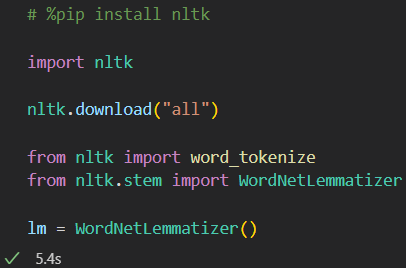 # %pip install nltk
import nltk
nltk.download("all")
from nltk import word_tokenize
from nltk.stem import WordNetLemmatizer
lm = WordNetLemmatizer()
5.4s